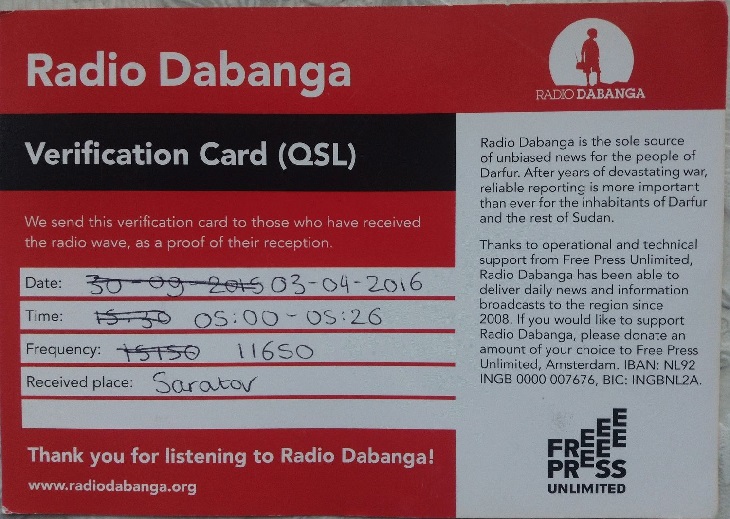 Radio Dabanga
RADIO DABANGA
Verification Card (QSL)
We send this verification card to those who have received
the radio wave, as a proof of their reception.
Date: 30-09-2015 03-04-2016
Time: 15:30 05:00-05:26
Frequency: 15150 11650
Received place: Saratov
Thank you for listening to Radio Dabanga!
www.radiodabanga.org
Radio Dabanga is the sole source
of unbiased news for the people of
Darfur. After years of devastating war,
reliable reporting is more important
than ever for the inhabitants of Darfur
and the rest of Sudan.
Thanks to operational and technical
support from Free Press Unlimited,
Radio Dabanga has been able to
deliver daily news and information
broadcasts to the region since
2008. If you would like to support
Radio Dabanga, please donate an
amount of your choice to Free Press
Unlimited, Amsterdam. IBAN: NL92
INGB 0000 007676, BIC: INGBNL2A.
FREE
PRESS
UNLIMITED